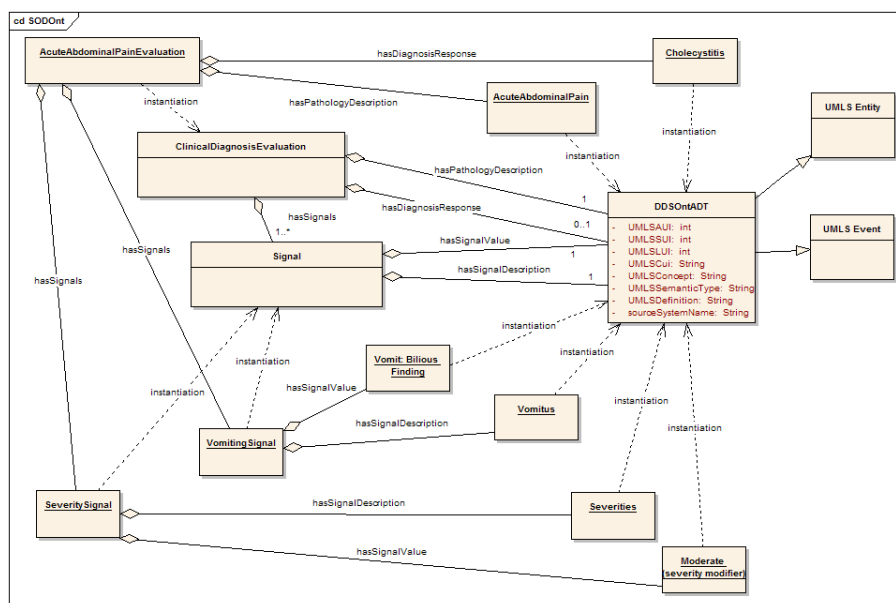 cd SODOnt
AcuteAbdominalPainEvaluation
hasDiagnosisResponse
Cholecystitis
hasPathologyDescription
instantiation
AcuteAbdominalPain
UMLS Entity
instantiation
ClinicalDiagnosisEvaluation
instantiation
hasPathologyDescription
1
hasDiagnosisResponse
0..1
DDSOntADT
- UMLSAUI: int
- UMLSSUI: int
- UMLSLUI: int
- UMLSCui: String
- UMLSConcept: String
- UMLSSemanticType: String
- UMLSDefinition: String
- sourceSystemName: String
UMLS Event
hasSignals
1..*
hasSignals
hasSignals
Signal
hasSignalValue
1
hasSignalDescription
1
instantiation
instantiation
instantiation
Vomit: Bilious
Finding
hasSignalValue
instantiation
Vomitus
hasSignalDescription
VomitingSignal
instantiation
instantiation
SeveritySignal
hasSignalDescription
Severities
hasSignalValue
Moderate
(severity modifier)